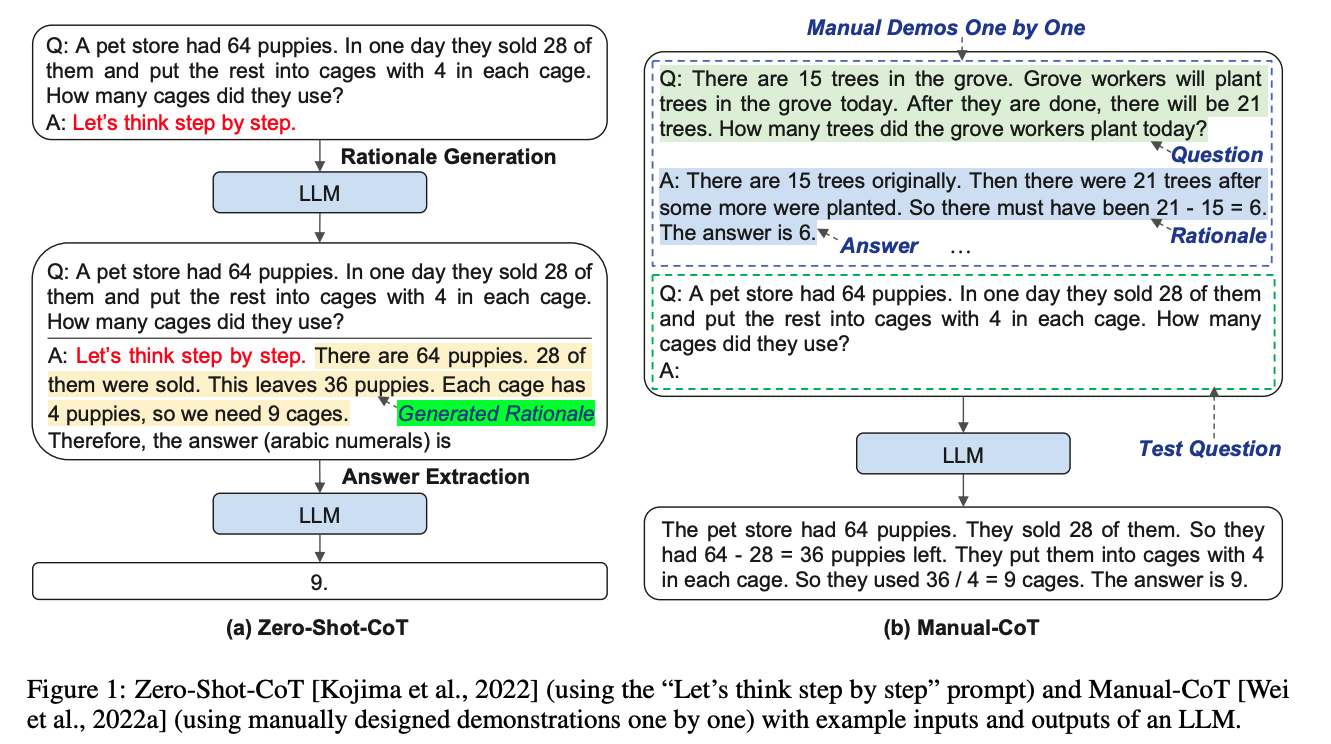 Q: A pet store had 64 puppies. In one day they sold 28 of
them and put the rest into cages with 4 in each cage.
How many cages did they use?
A: Let's think step by step.
Rationale Generation
LLM
Q: A pet store had 64 puppies. In one day they sold 28 of
them and put the rest into cages with 4 in each cage.
How many cages did they use?
A: Let's think step by step. There are 64 puppies. 28 of
them were sold. This leaves 36 puppies. Each cage has
4 puppies, so we need 9 cages.
Generated Rationale
Therefore, the answer (arabic numerals) is
Answer Extraction
LLM
9.
(a) Zero-Shot-CoT
Manual Demos One by One
Q: There are 15 trees in the grove. Grove workers will plant
trees in the grove today. After they are done, there will be 21
trees. How many trees did the grove workers plant today?
Question
A: There are 15 trees originally. Then there were 21 trees after
some more were planted. So there must have been 21 - 15 = 6.
The answer is 6.
Rationale
Answer
...
Q: A pet store had 64 puppies. In one day they sold 28 of them
and put the rest into cages with 4 in each cage. How many
cages did they use?
A:
Test Question
LLM
The pet store had 64 puppies. They sold 28 of them. So they
had 64 - 28 = 36 puppies left. They put them into cages with 4
in each cage. So they used 36 / 4 = 9 cages. The answer is 9.
(b) Manual-CoT
Figure 1: Zero-Shot-CoT [Kojima et al., 2022] (using the “Let’s think step by step” prompt) and Manual-CoT [Wei
et al., 2022a] (using manually designed demonstrations one by one) with example inputs and outputs of an LLM.